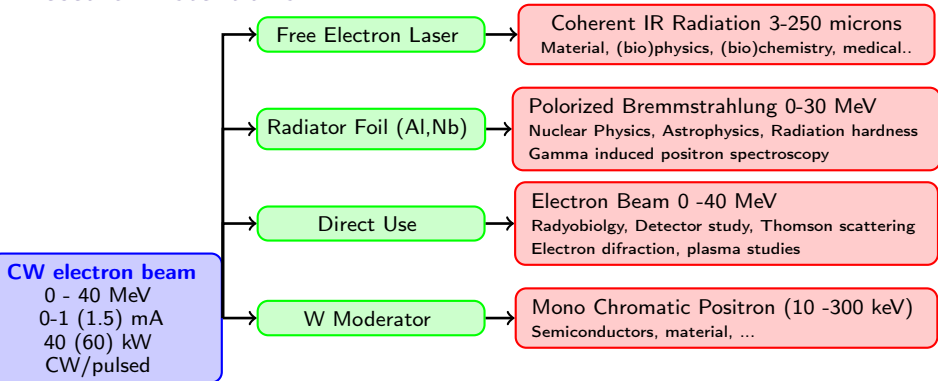 Free Electron Laser
Coherent IR Radiation 3-250 microns
Material, (bio)physics, (bio)chemistry, medical..
Radiator Foil (Al,Nb)
Polorized Bremmstrahlung 0-30 MeV
Nuclear Physics, Astrophysics, Radiation hardness
Gamma induced positron spectroscopy
Direct Use
Electron Beam 0 -40 MeV
Radyobiolgy, Detector study, Thomson scattering
Electron difraction, plasma studies
CW electron beam
0 - 40 MeV
0-1 (1.5) mA
40 (60) kW
CW/pulsed
W Moderator
Mono Chromatic Positron (10 -300 keV)
Semiconductors, material, ...